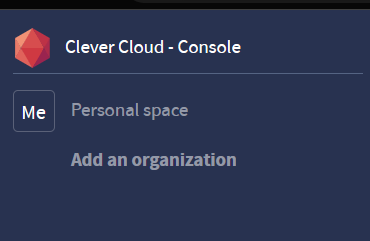 Clever Cloud - Console
Me
Personal space
Add an organization